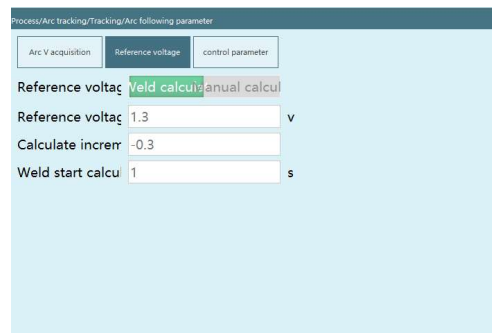 Process/Arc tracking/Tracking/Arc following parameter
Arc V acquisition Reference voltage control parameter
Reference voltag Weld calcul Manual calcul
Reference voltag 1.3 v
Calculate increm -0.3
Weld start calcul 1 s